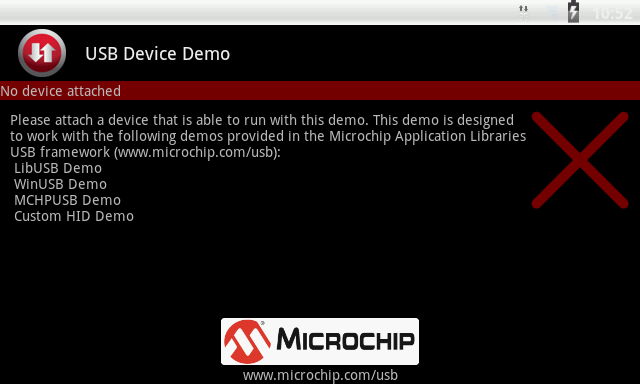 10:52
USB Device Demo
No device attached
Please attach a device that is able to run with this demo. This demo is designed
to work with the following demos provided in the Microchip Application Libraries
USB framework (www.microchip.com/usb):
LibUSB Demo
WinUSB Demo
MCHPUSB Demo
Custom HID Demo
MICROCHIP
www.microchip.com/usb